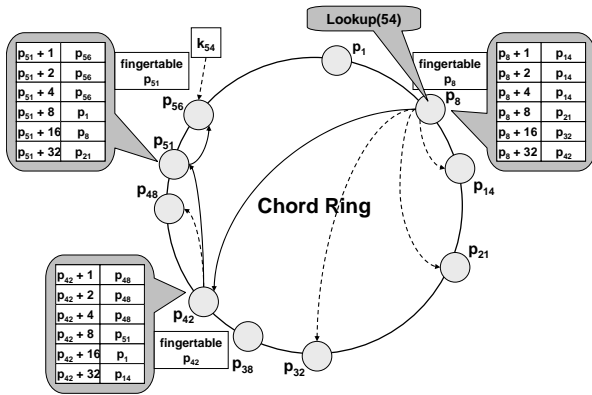 Lookup(54)
k54
p51 + 1 p56
p51 + 2 p56
p51 + 4 p56
p51 + 8 p1
p51 + 16 p8
p51 + 32 p21
fingertable
p51
p1
fingertable
p8
p8 + 1 p14
p8 + 2 p14
p8 + 4 p14
p8 + 8 p21
p8 + 16 p32
p8 + 32 p42
p56
p8
p51
p14
p48
Chord Ring
p21
p42 + 1 p48
p42 + 2 p48
p42 + 4 p48
p42 + 8 p51
p42 + 16 p1
p42 + 32 p14
p42
fingertable
p42
p38
p32